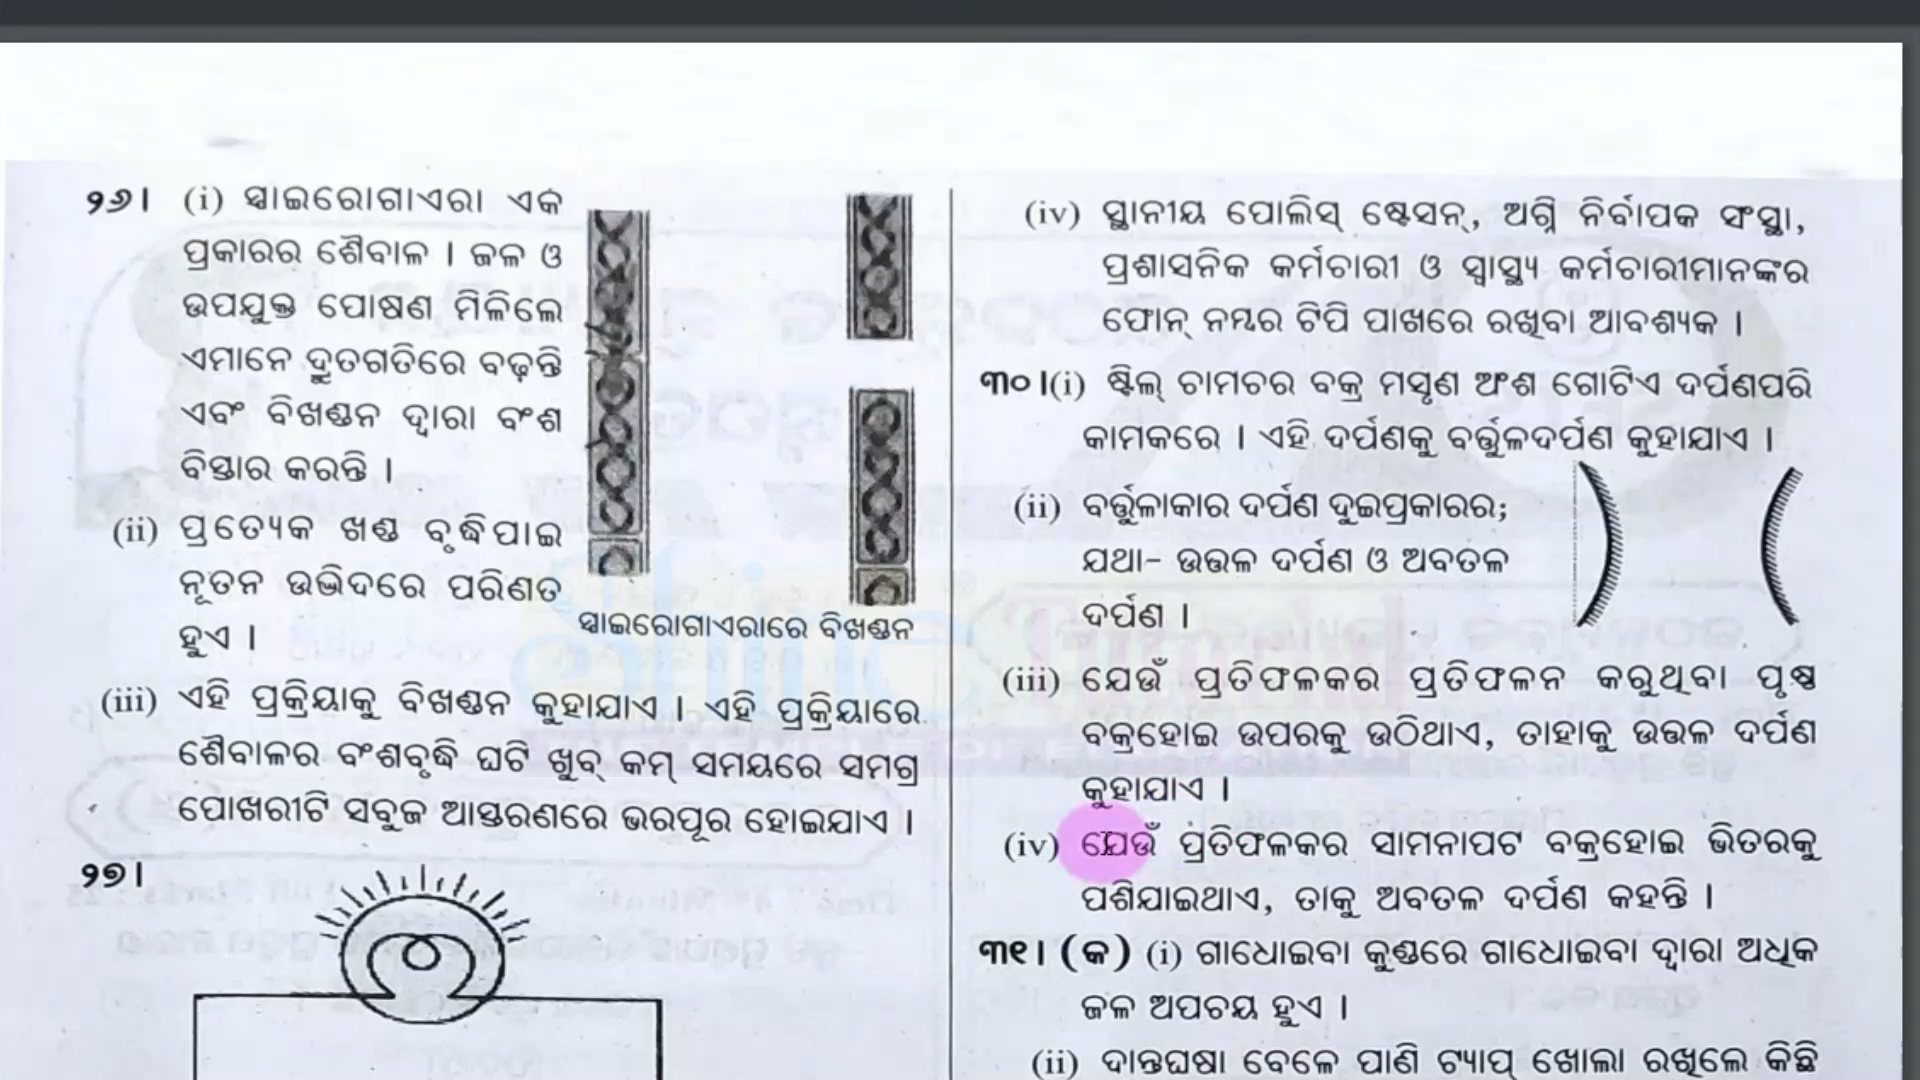 ୨୬। (i) ସ୍ପାଇରୋଗାଏରା ଏକ
ପ୍ରକାରର ଶୈବାଳ । ଜଳ ଓ
ଉପଯୁକ୍ତ ପୋଷଣ ମିଳିଲେ
ଏମାନେ ଦ୍ରୁତଗତିରେ ବଢ଼ନ୍ତି
ଏବଂ ବିଖଣ୍ଡନ ଦ୍ୱାରା ବଂଶ
ବିସ୍ତାର କରନ୍ତି ।
(ii) ପ୍ରତ୍ୟେକ ଖଣ୍ଡ ବୃଦ୍ଧିପାଇ
ନୂତନ ଉଦ୍ଭିଦରେ ପରିଣତ
ହୁଏ ।
ସ୍ପାଇରୋଗାଏରାରେ ବିଖଣ୍ଡନ
(iii) ଏହି ପ୍ରକ୍ରିୟାକୁ ବିଖଣ୍ଡନ କୁହାଯାଏ । ଏହି ପ୍ରକ୍ରିୟାରେ
ଶୈବାଳର ବଂଶବୃଦ୍ଧି ଘଟି ଖୁବ୍ କମ୍ ସମୟରେ ସମଗ୍ର
ପୋଖରୀଟି ସବୁଜ ଆସ୍ତରଣରେ ଭରପୂର ହୋଇଯାଏ ।
୨୭।
(iv) ସ୍ଥାନୀୟ ପୋଲିସ୍ ଷ୍ଟେସନ୍, ଅଗ୍ନି ନିର୍ବାପକ ସଂସ୍ଥା,
ପ୍ରଶାସନିକ କର୍ମଚାରୀ ଓ ସ୍ୱାସ୍ଥ୍ୟ କର୍ମଚାରୀମାନଙ୍କର
ଫୋନ୍ ନମ୍ବର ଟିପି ପାଖରେ ରଖିବା ଆବଶ୍ୟକ ।
୩୦।(i) ଷ୍ଟିଲ୍ ଚାମଚର ବକ୍ର ମସୃଣ ଅଂଶ ଗୋଟିଏ ଦର୍ପଣପରି
କାମକରେ । ଏହି ଦର୍ପଣକୁ ବର୍ତ୍ତୁଳଦର୍ପଣ କୁହାଯାଏ ।
(ii) ବର୍ତ୍ତୁଳାକାର ଦର୍ପଣ ଦୁଇପ୍ରକାରର;
ଯଥା- ଉତ୍ତଳ ଦର୍ପଣ ଓ ଅବତଳ
ଦର୍ପଣ ।
(iii) ଯେଉଁ ପ୍ରତିଫଳକର ପ୍ରତିଫଳନ କରୁଥିବା ପୃଷ୍ଠ
ବକ୍ରହୋଇ ଉପରକୁ ଉଠିଥାଏ, ତାହାକୁ ଉତ୍ତଳ ଦର୍ପଣ
କୁହାଯାଏ ।
(iv) ଯେଉଁ ପ୍ରତିଫଳକର ସାମନାପଟ ବକ୍ରହୋଇ ଭିତରକୁ
ପଶିଯାଇଥାଏ, ତାକୁ ଅବତଳ ଦର୍ପଣ କହନ୍ତି ।
୩୧। (କ) (i) ଗାଧୋଇବା କୁଣ୍ଡରେ ଗାଧୋଇବା ଦ୍ୱାରା ଅଧିକ
ଜଳ ଅପଚୟ ହୁଏ ।
(ii) ଦାନ୍ତଘଷା ବେଳେ ପାଣି ଟ୍ୟାପ୍ ଖୋଲା ରଖିଲେ କିଛି